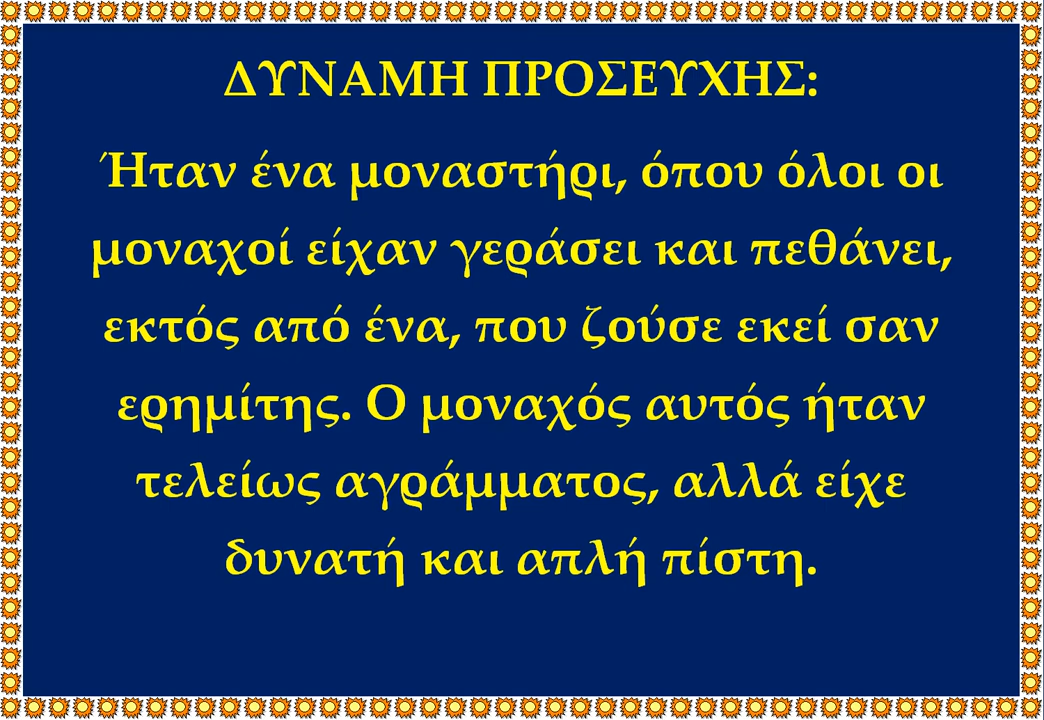 ΔΥΝΑΜΗ ΠΡΟΣΕΥΧΗΣ:
Ήταν ένα μοναστήρι, όπου όλοι οι
μοναχοί είχαν γεράσει και πεθάνει,
εκτός από ένα, που ζούσε εκεί σαν
ερημίτης. Ο μοναχός αυτός ήταν
τελείως αγράμματος, αλλά είχε
δυνατή και απλή πίστη.